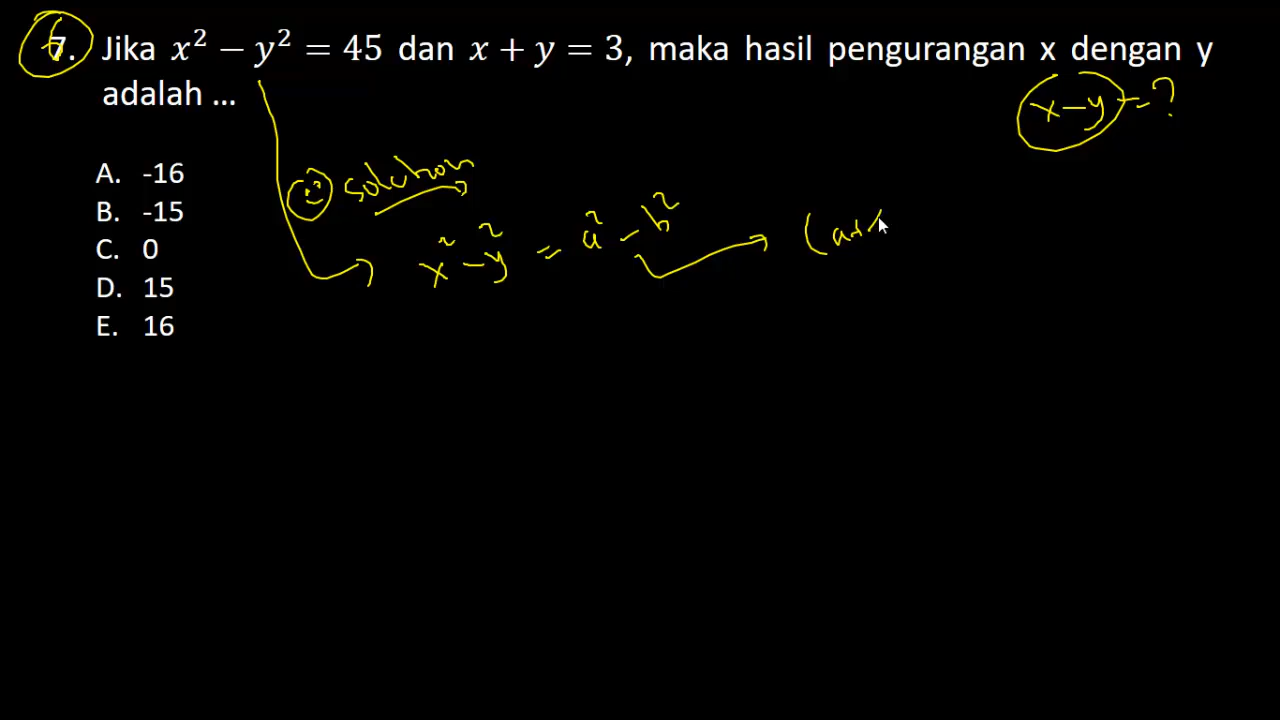 7. Jika x² − y² = 45 dan x + y = 3, maka hasil pengurangan x dengan y
adalah ...
x − y = ?
A. -16
B. -15
C. 0
D. 15
E. 16
solution
x² − y² = a² − b²
(a+